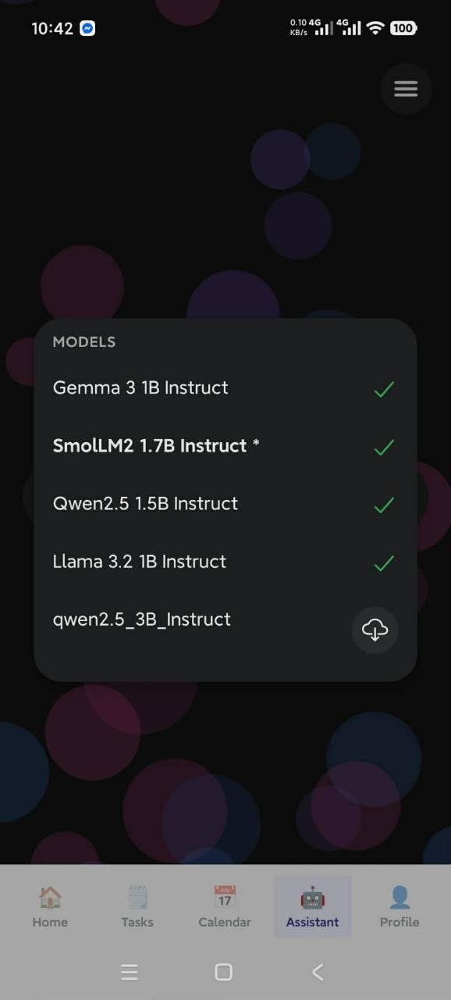 10:42
0.10 KB/s 4G 4G 100
MODELS
Gemma 3 1B Instruct
SmolLM2 1.7B Instruct *
Qwen2.5 1.5B Instruct
Llama 3.2 1B Instruct
qwen2.5_3B_Instruct
July
17
Home Tasks Calendar Assistant Profile